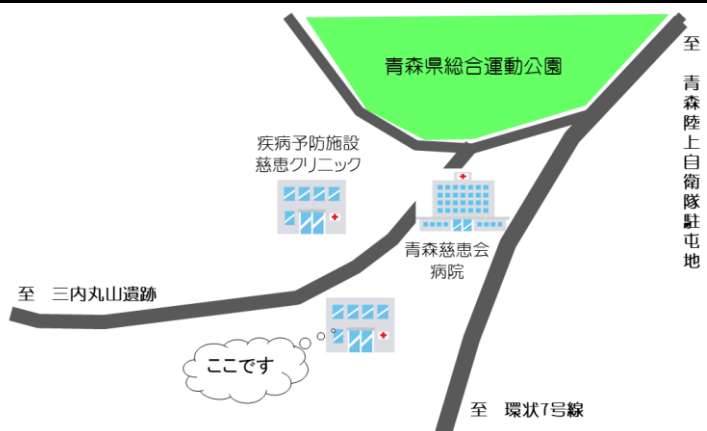 青森県総合運動公園
至　青森陸上自衛隊駐屯地
疾病予防施設
慈恵クリニック
青森慈恵会
病院
至　三内丸山遺跡
ここです
至　環状7号線